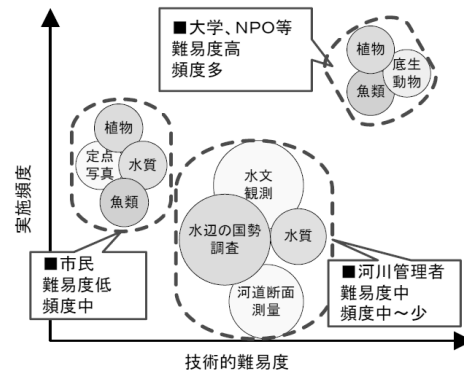 ■大学、NPO等
難易度高
頻度多
植物
底生
動物
魚類
植物
定点
写真
水質
魚類
水文
観測
水辺の国勢
調査
水質
河道断面
測量
■市民
難易度低
頻度中
■河川管理者
難易度中
頻度中～少
実施頻度
技術的難易度